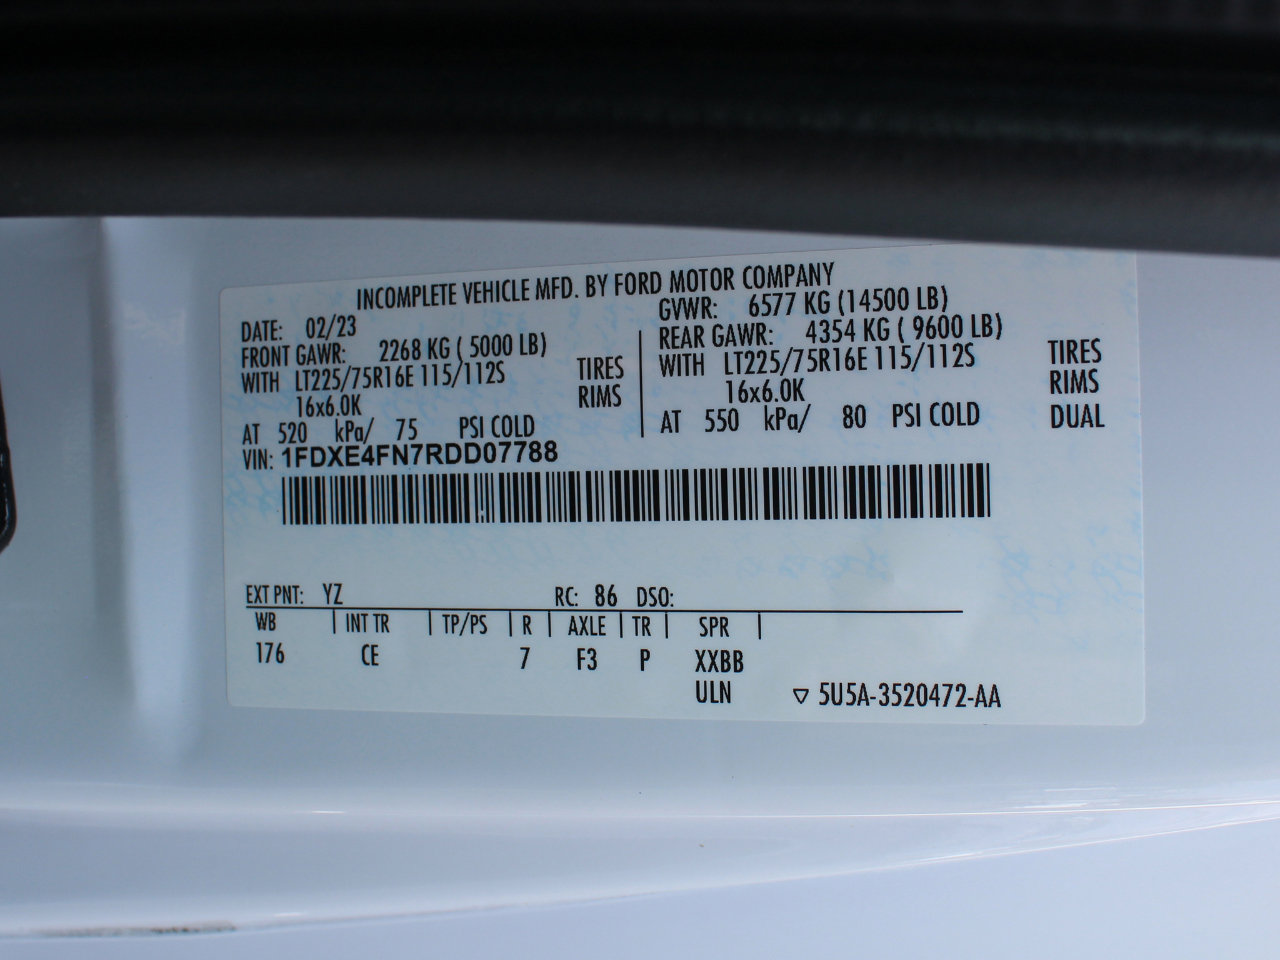 INCOMPLETE VEHICLE MFD. BY FORD MOTOR COMPANY
DATE: 02/23
GVWR: 6577 KG (14500 LB)
FRONT GAWR: 2268 KG ( 5000 LB)
REAR GAWR: 4354 KG ( 9600 LB)
WITH LT225/75R16E 115/112S TIRES
WITH LT225/75R16E 115/112S TIRES
16x6.0K RIMS
16x6.0K RIMS
AT 520 kPa/ 75 PSI COLD
AT 550 kPa/ 80 PSI COLD DUAL
VIN: 1FDXE4FN7RDD07788
EXT PNT: YZ RC: 86 DSO:
WB | INT TR | TP/PS | R | AXLE | TR | SPR |
176 CE 7 F3 P XXBB
ULN ▽ 5U5A-3520472-AA